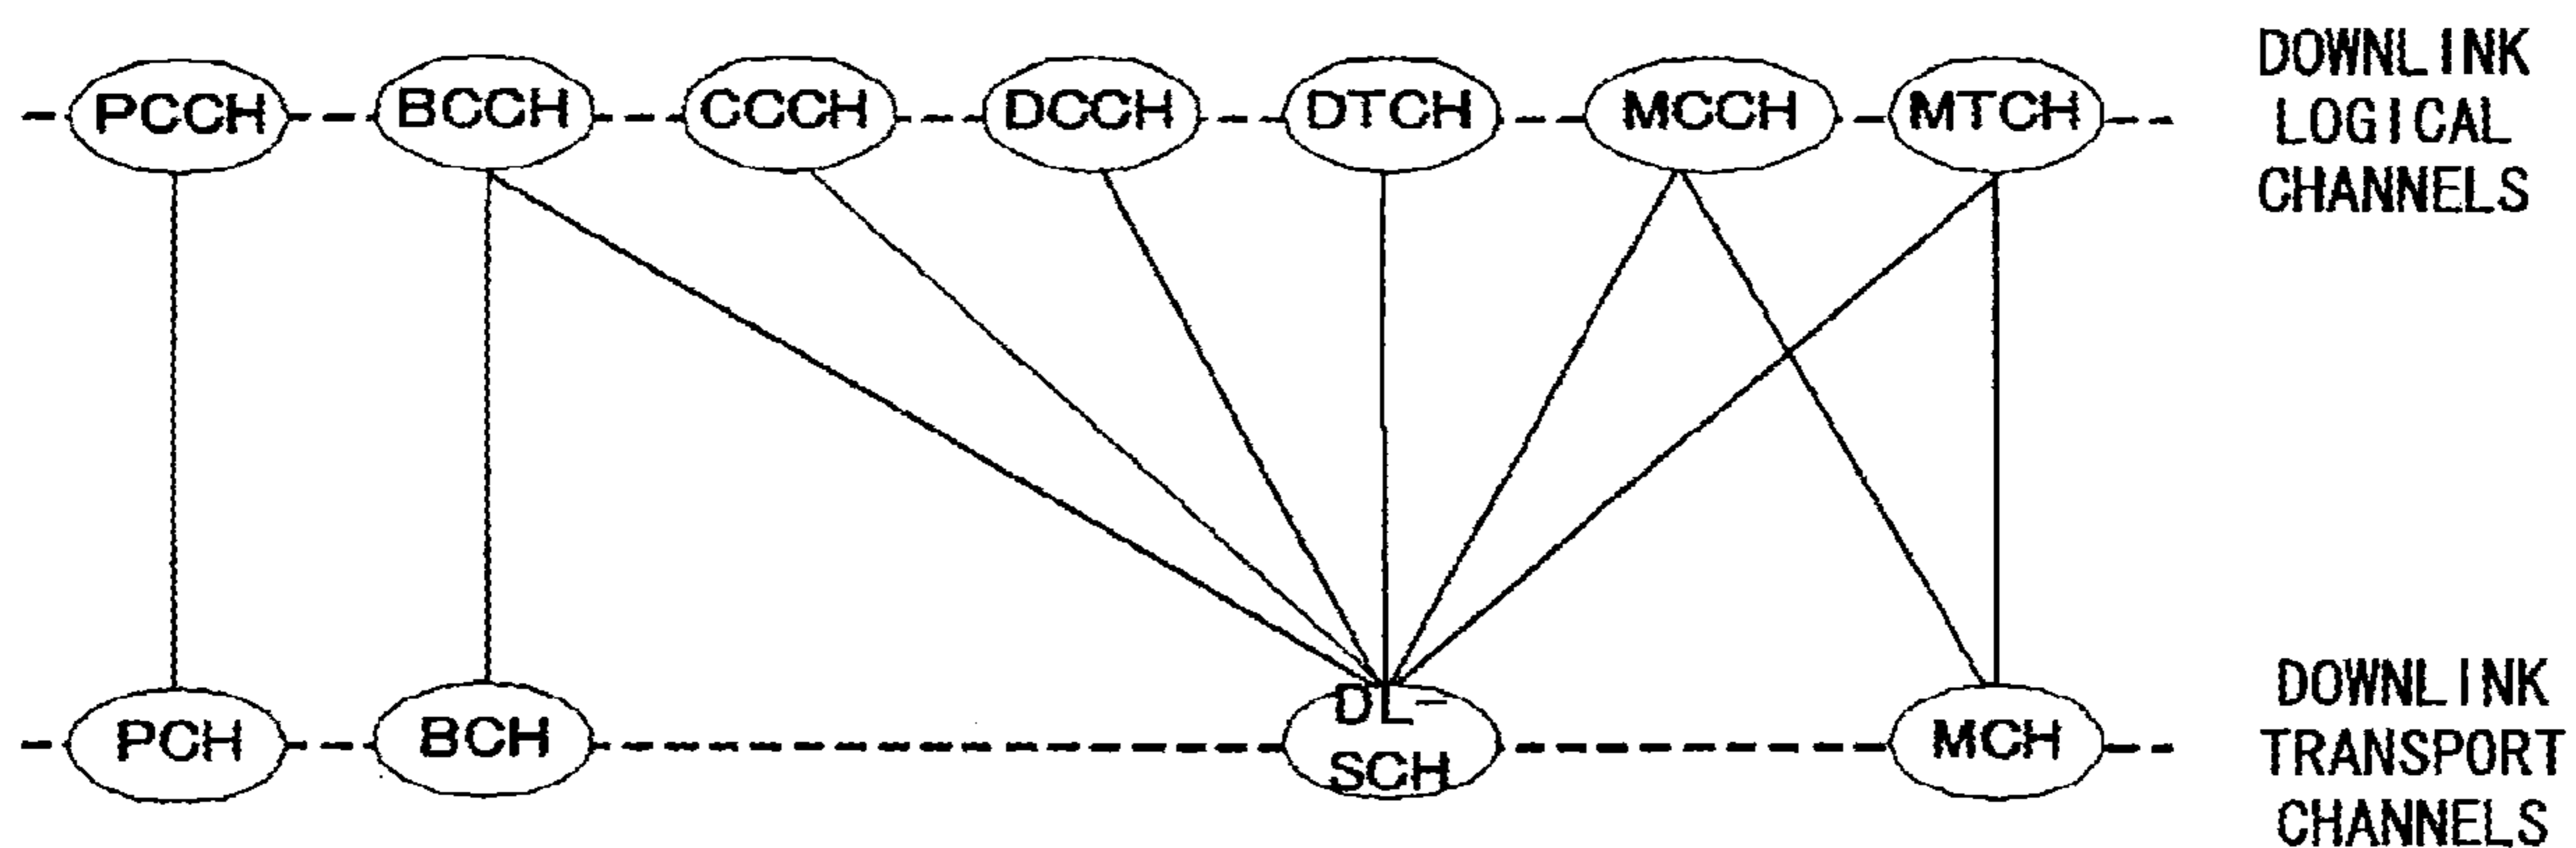 PCCH BCCH CCCH DCCH DTCH MCCH MTCH
DOWNLINK
LOGICAL
CHANNELS
PCH BCH DL-
SCH
MCH
DOWNLINK
TRANSPORT
CHANNELS